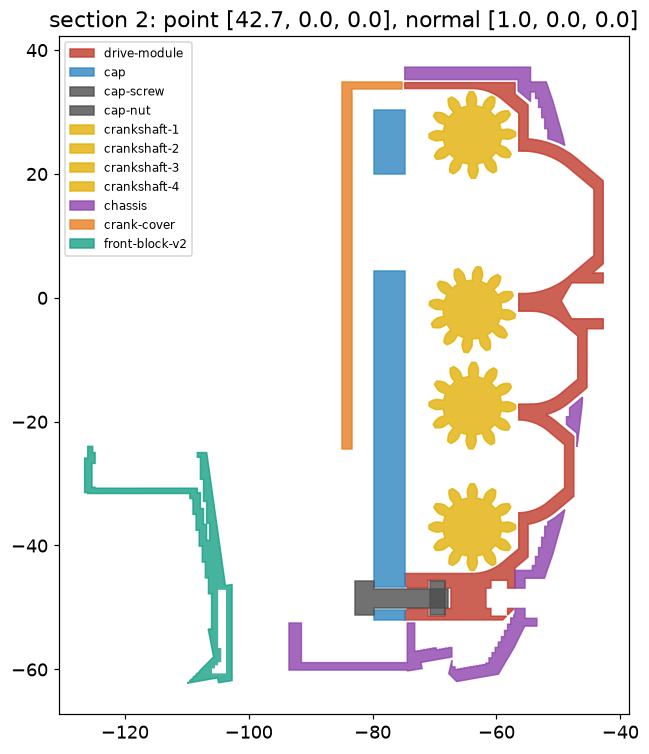 section 2: point [42.7, 0.0, 0.0], normal [1.0, 0.0, 0.0]
drive-module
cap
cap-screw
cap-nut
crankshaft-1
crankshaft-2
crankshaft-3
crankshaft-4
chassis
crank-cover
front-block-v2
40
20
0
−20
−40
−60
−120
−100
−80
−60
−40